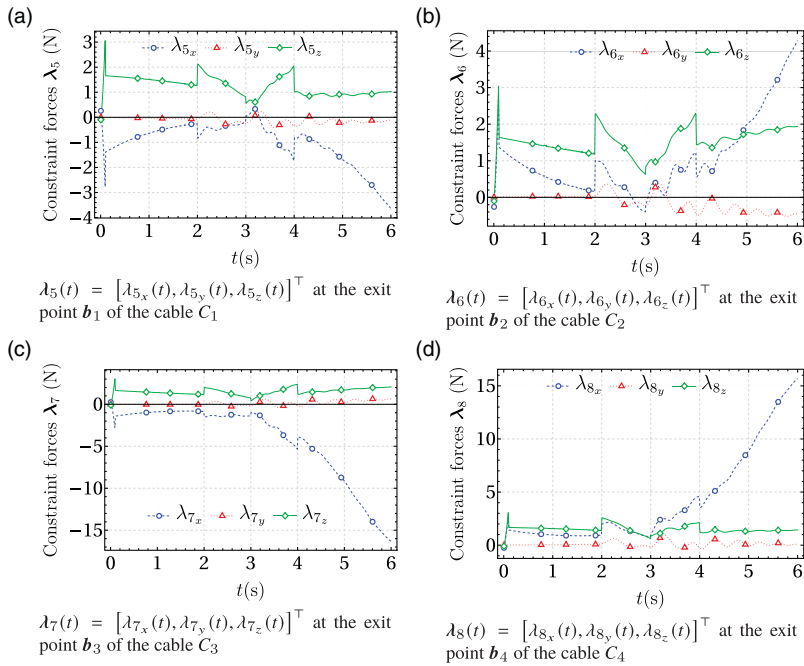 (a)
λ5x λ5y λ5z
Constraint forces λ5 (N)
3
2
1
0
−1
−2
−3
−4
0 1 2 3 4 5 6
t(s)
λ5(t) = [λ5x(t), λ5y(t), λ5z(t)]⊤ at the exit
point b1 of the cable C1
(b)
λ6x λ6y λ6z
Constraint forces λ6 (N)
4
3
2
1
0
0 1 2 3 4 5 6
t(s)
λ6(t) = [λ6x(t), λ6y(t), λ6z(t)]⊤ at the exit
point b2 of the cable C2
(c)
Constraint forces λ7 (N)
0
−5
−10
−15
λ7x λ7y λ7z
0 1 2 3 4 5 6
t(s)
λ7(t) = [λ7x(t), λ7y(t), λ7z(t)]⊤ at the exit
point b3 of the cable C3
(d)
λ8x λ8y λ8z
Constraint forces λ8 (N)
15
10
5
0
0 1 2 3 4 5 6
t(s)
λ8(t) = [λ8x(t), λ8y(t), λ8z(t)]⊤ at the exit
point b4 of the cable C4